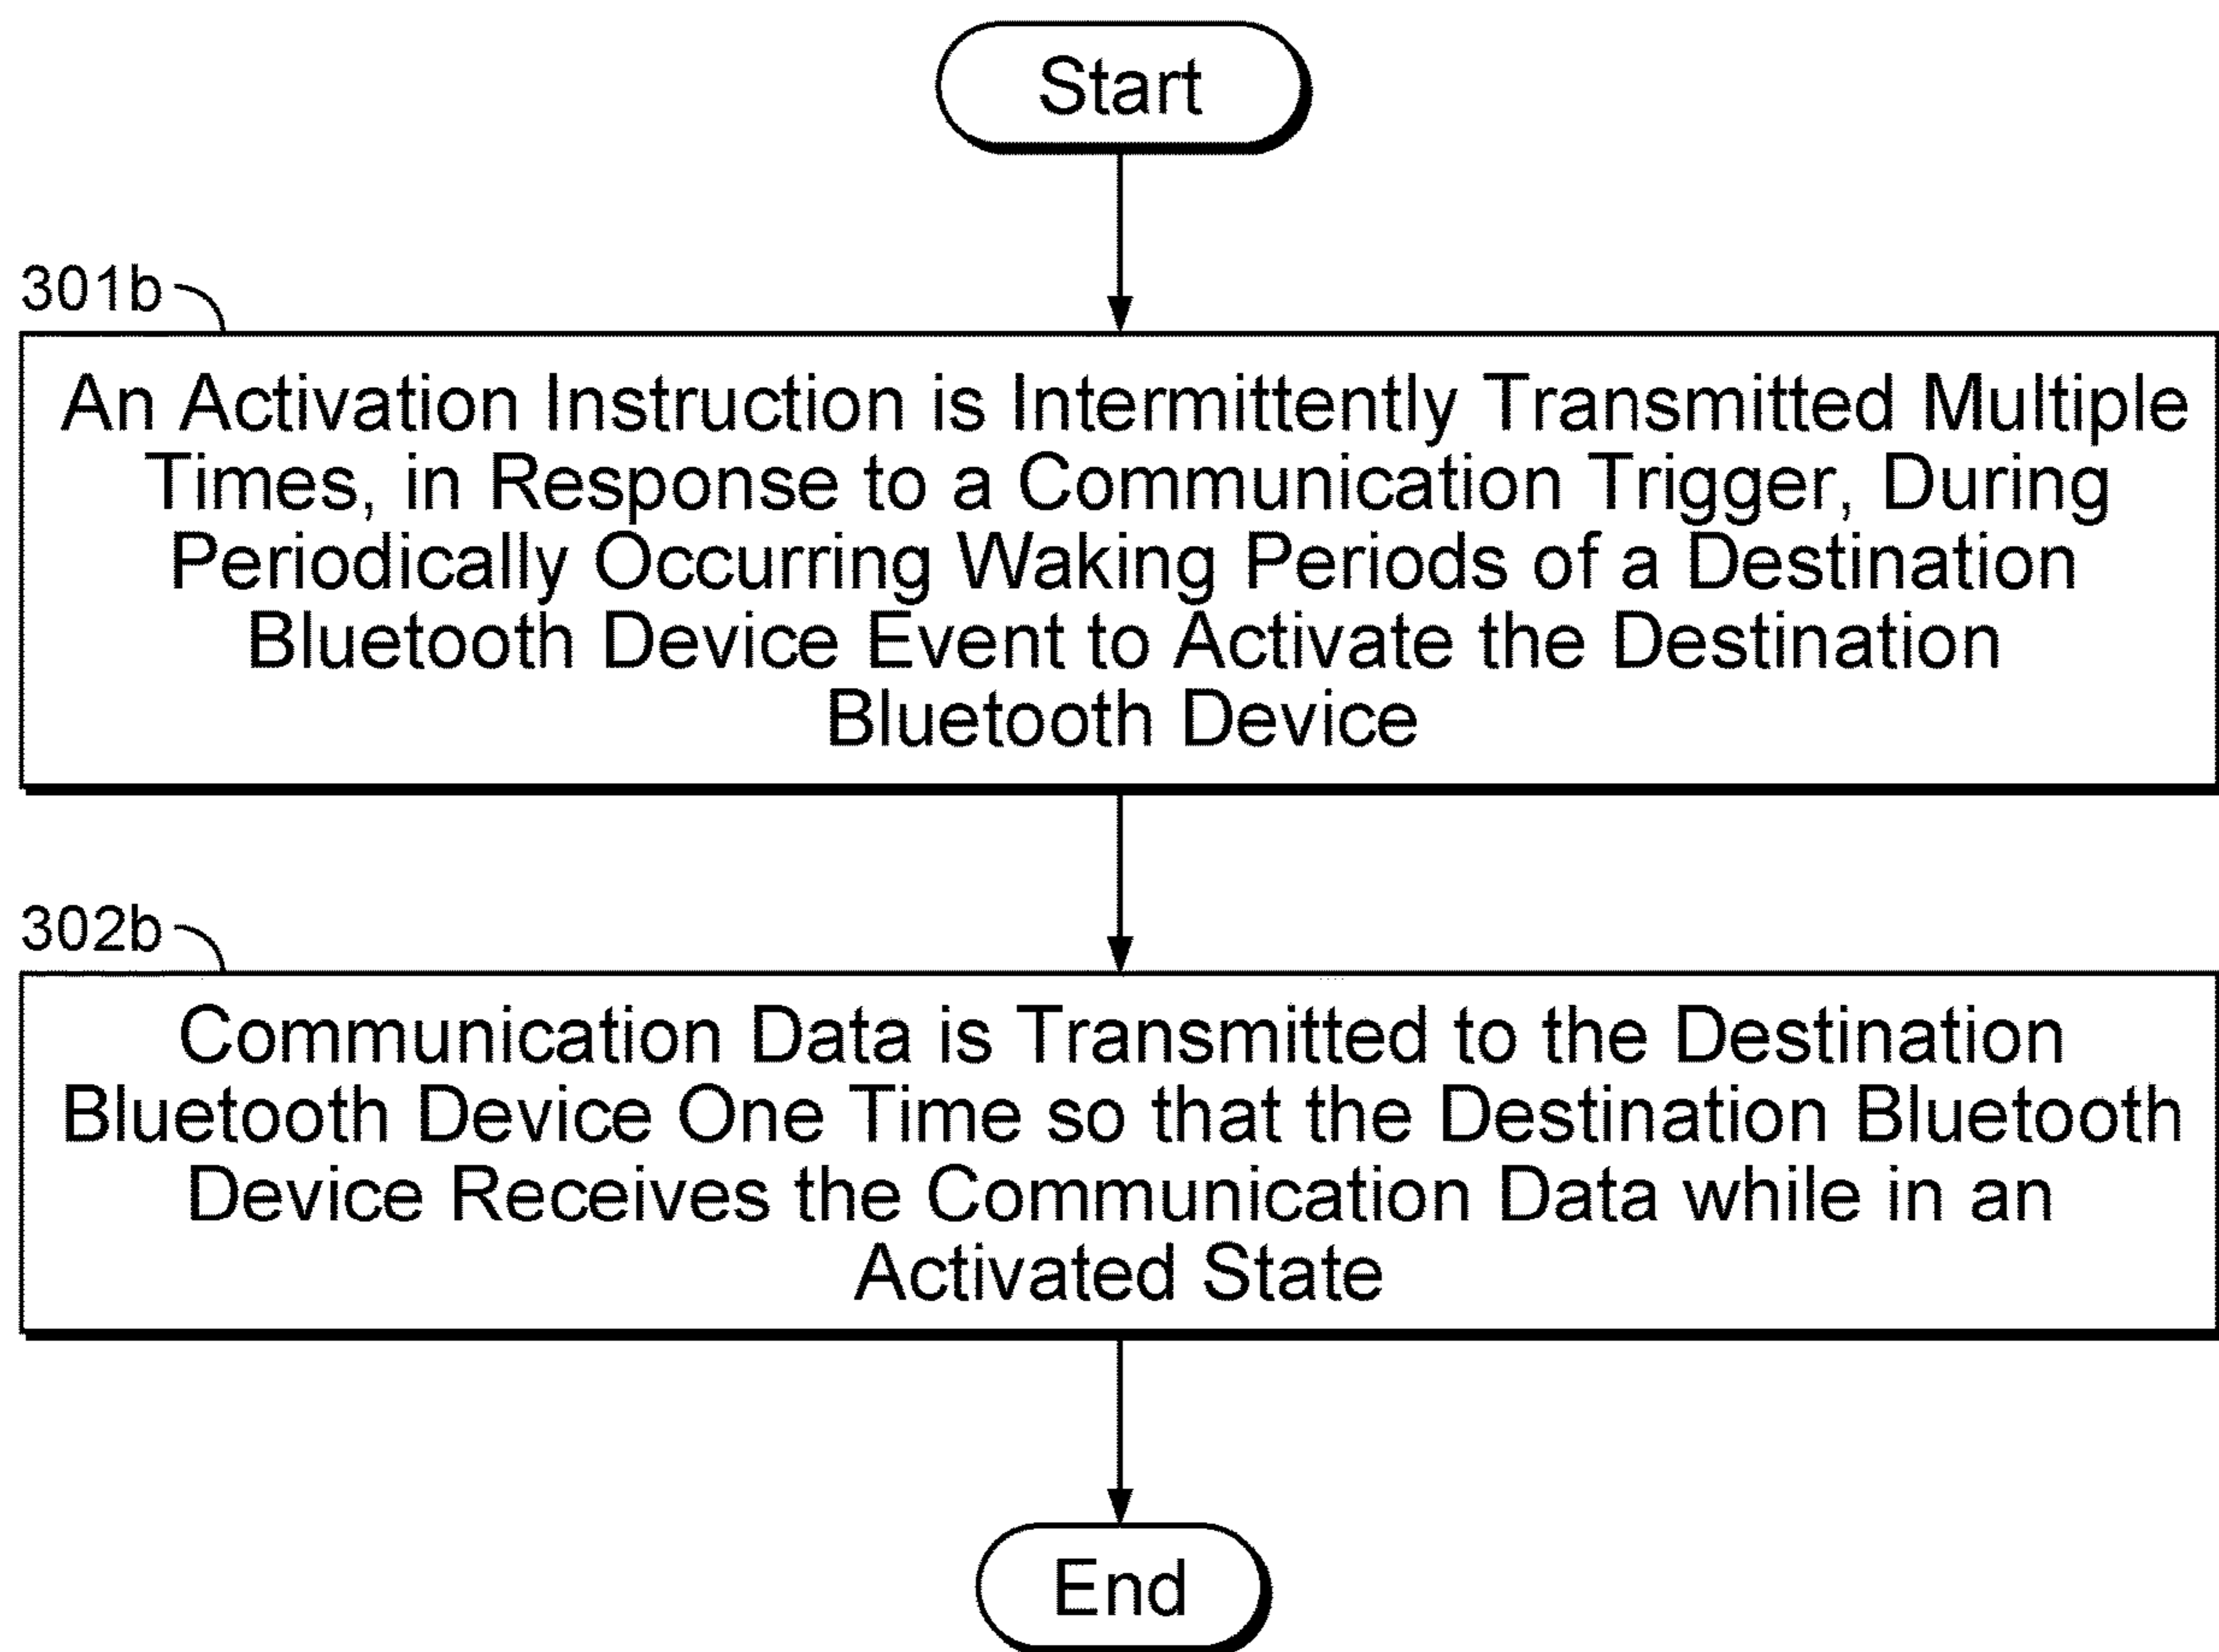 Start
301b
An Activation Instruction is Intermittently Transmitted Multiple
Times, in Response to a Communication Trigger, During
Periodically Occurring Waking Periods of a Destination
Bluetooth Device Event to Activate the Destination
Bluetooth Device
302b
Communication Data is Transmitted to the Destination
Bluetooth Device One Time so that the Destination Bluetooth
Device Receives the Communication Data while in an
Activated State
End